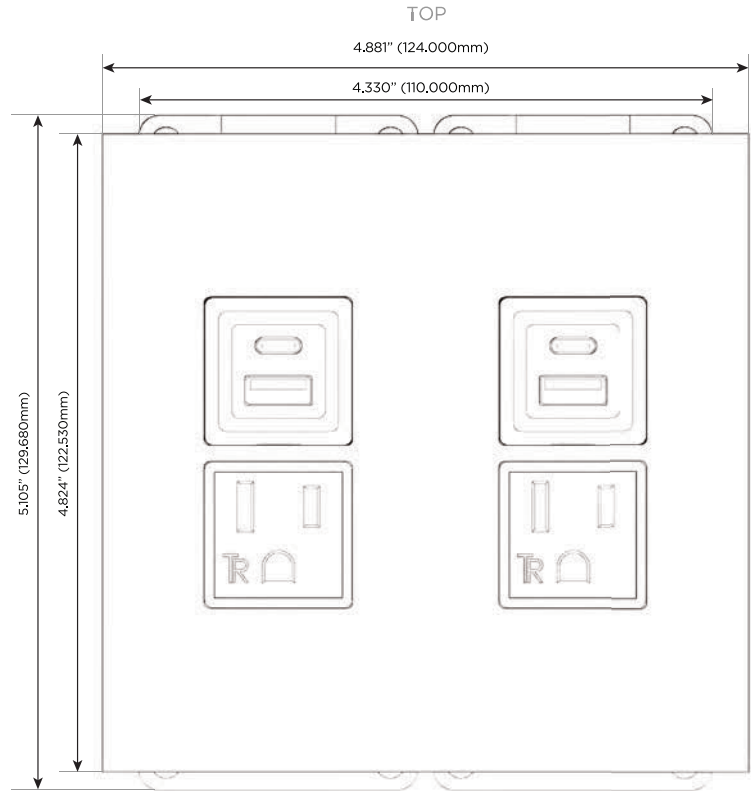 TOP
4.881” (124.000mm)
4.330” (110.000mm)
5.105” (129.680mm)
4.824” (122.530mm)
TR
TR